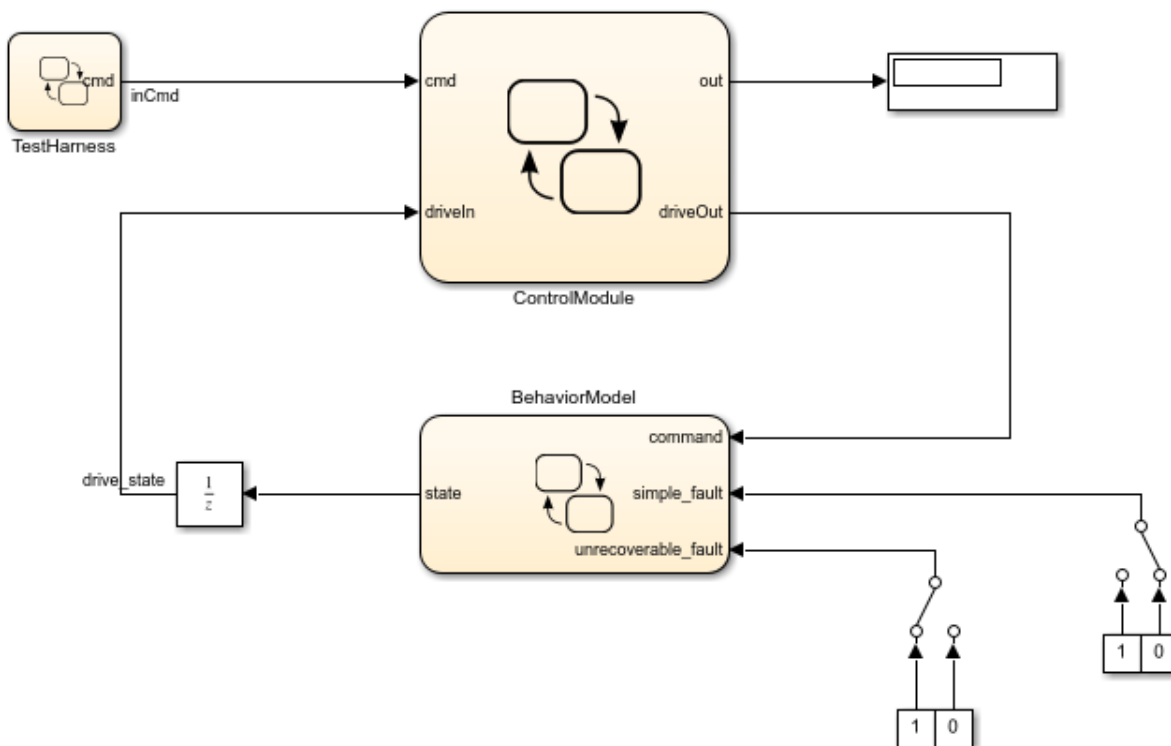 cmd
inCmd
TestHarness
cmd
out
driveIn
driveOut
ControlModule
BehaviorModel
command
state
simple_fault
unrecoverable_fault
drive_state
1
z
1 0
1 0